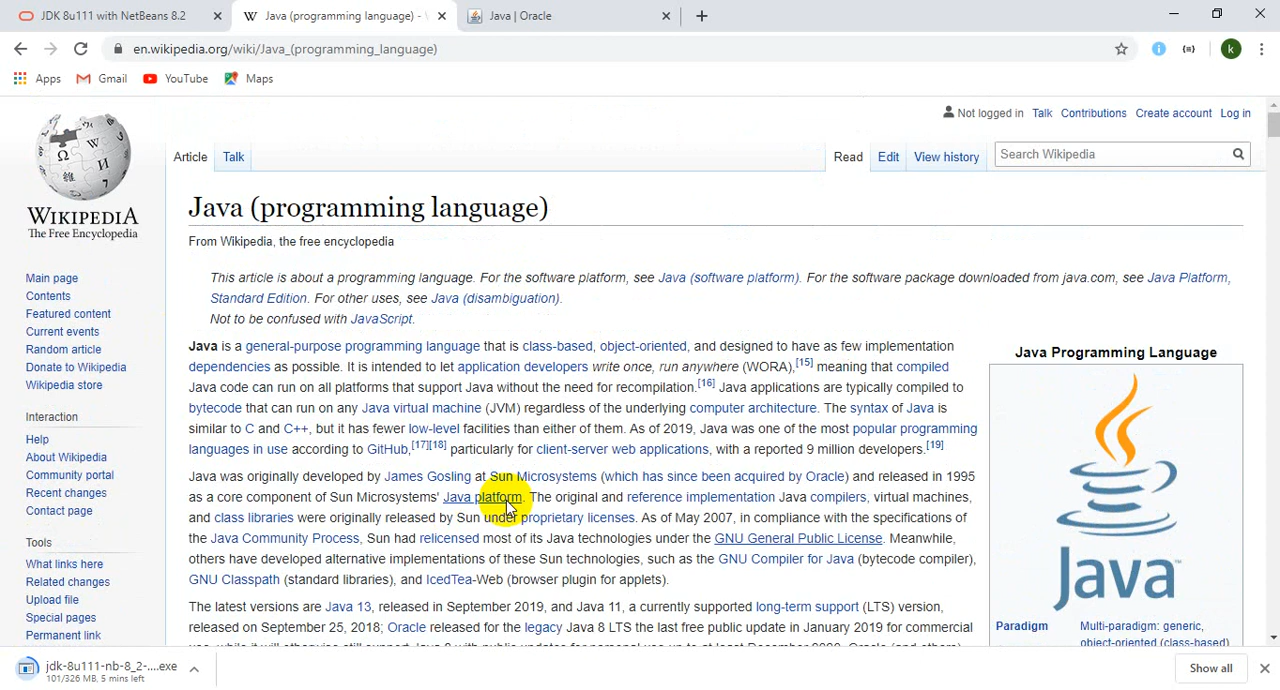 JDK 8u111 with NetBeans 8.2
Java (programming language) -
Java | Oracle
en.wikipedia.org/wiki/Java_(programming_language)
k
Apps
Gmail
YouTube
Maps
Not logged in Talk Contributions Create account Log in
Article Talk
Read Edit View history
Search Wikipedia
WIKIPEDIA
The Free Encyclopedia
Java (programming language)
From Wikipedia, the free encyclopedia
This article is about a programming language. For the software platform, see Java (software platform). For the software package downloaded from java.com, see Java Platform,
Standard Edition. For other uses, see Java (disambiguation).
Not to be confused with JavaScript.
Main page
Contents
Featured content
Current events
Random article
Donate to Wikipedia
Wikipedia store
Interaction
Help
About Wikipedia
Community portal
Recent changes
Contact page
Tools
What links here
Related changes
Upload file
Special pages
Permanent link
Java is a general-purpose programming language that is class-based, object-oriented, and designed to have as few implementation
dependencies as possible. It is intended to let application developers write once, run anywhere (WORA),[15] meaning that compiled
Java code can run on all platforms that support Java without the need for recompilation.[16] Java applications are typically compiled to
bytecode that can run on any Java virtual machine (JVM) regardless of the underlying computer architecture. The syntax of Java is
similar to C and C++, but it has fewer low-level facilities than either of them. As of 2019, Java was one of the most popular programming
languages in use according to GitHub,[17][18] particularly for client-server web applications, with a reported 9 million developers.[19]
Java was originally developed by James Gosling at Sun Microsystems (which has since been acquired by Oracle) and released in 1995
as a core component of Sun Microsystems' Java platform. The original and reference implementation Java compilers, virtual machines,
and class libraries were originally released by Sun under proprietary licenses. As of May 2007, in compliance with the specifications of
the Java Community Process, Sun had relicensed most of its Java technologies under the GNU General Public License. Meanwhile,
others have developed alternative implementations of these Sun technologies, such as the GNU Compiler for Java (bytecode compiler),
GNU Classpath (standard libraries), and IcedTea-Web (browser plugin for applets).
The latest versions are Java 13, released in September 2019, and Java 11, a currently supported long-term support (LTS) version,
released on September 25, 2018; Oracle released for the legacy Java 8 LTS the last free public update in January 2019 for commercial
Java Programming Language
Java™
Paradigm Multi-paradigm: generic,
object-oriented (class-based)
jdk-8u111-nb-8_2-....exe
101/326 MB, 5 mins left
Show all